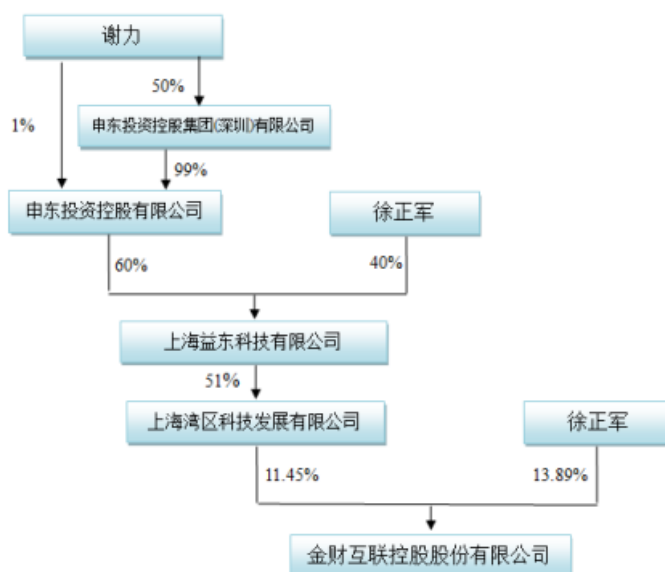 谢力
50%
1%
申东投资控股集团(深圳)有限公司
99%
申东投资控股有限公司
徐正军
60%
40%
上海益东科技有限公司
51%
上海湾区科技发展有限公司
徐正军
11.45%
13.89%
金财互联控股股份有限公司